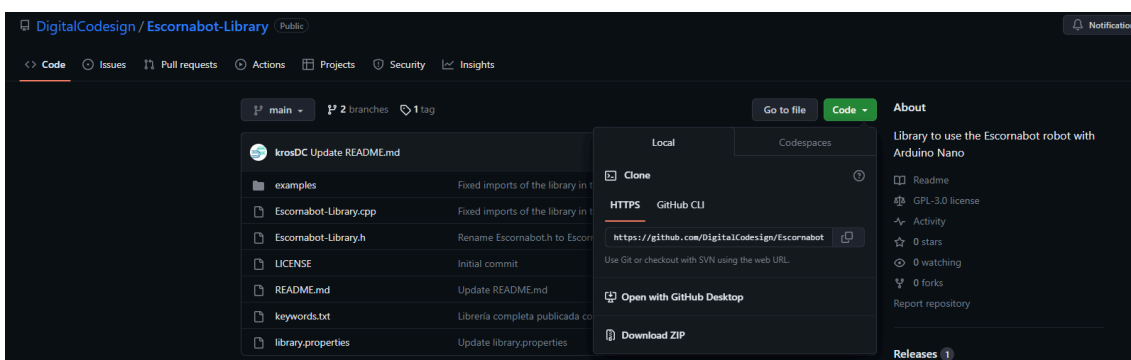 DigitalCodesign / Escornabot-Library Public
Notification
Code Issues Pull requests Actions Projects Security Insights
main 2 branches 1 tag Go to file Code
krosDC Update README.md
examples Fixed imports of the library in t
Escornabot-Library.cpp Fixed imports of the library in t
Escornabot-Library.h Rename Escornabot.h to Escorn
LICENSE Initial commit
README.md Update README.md
keywords.txt Librería completa publicada co
library.properties Update library.properties
Local Codespaces
Clone
HTTPS GitHub CLI
https://github.com/DigitalCodesign/Escornabot
Use Git or checkout with SVN using the web URL.
Open with GitHub Desktop
Download ZIP
About
Library to use the Escornabot robot with
Arduino Nano
Readme
GPL-3.0 license
Activity
0 stars
0 watching
0 forks
Report repository
Releases 1